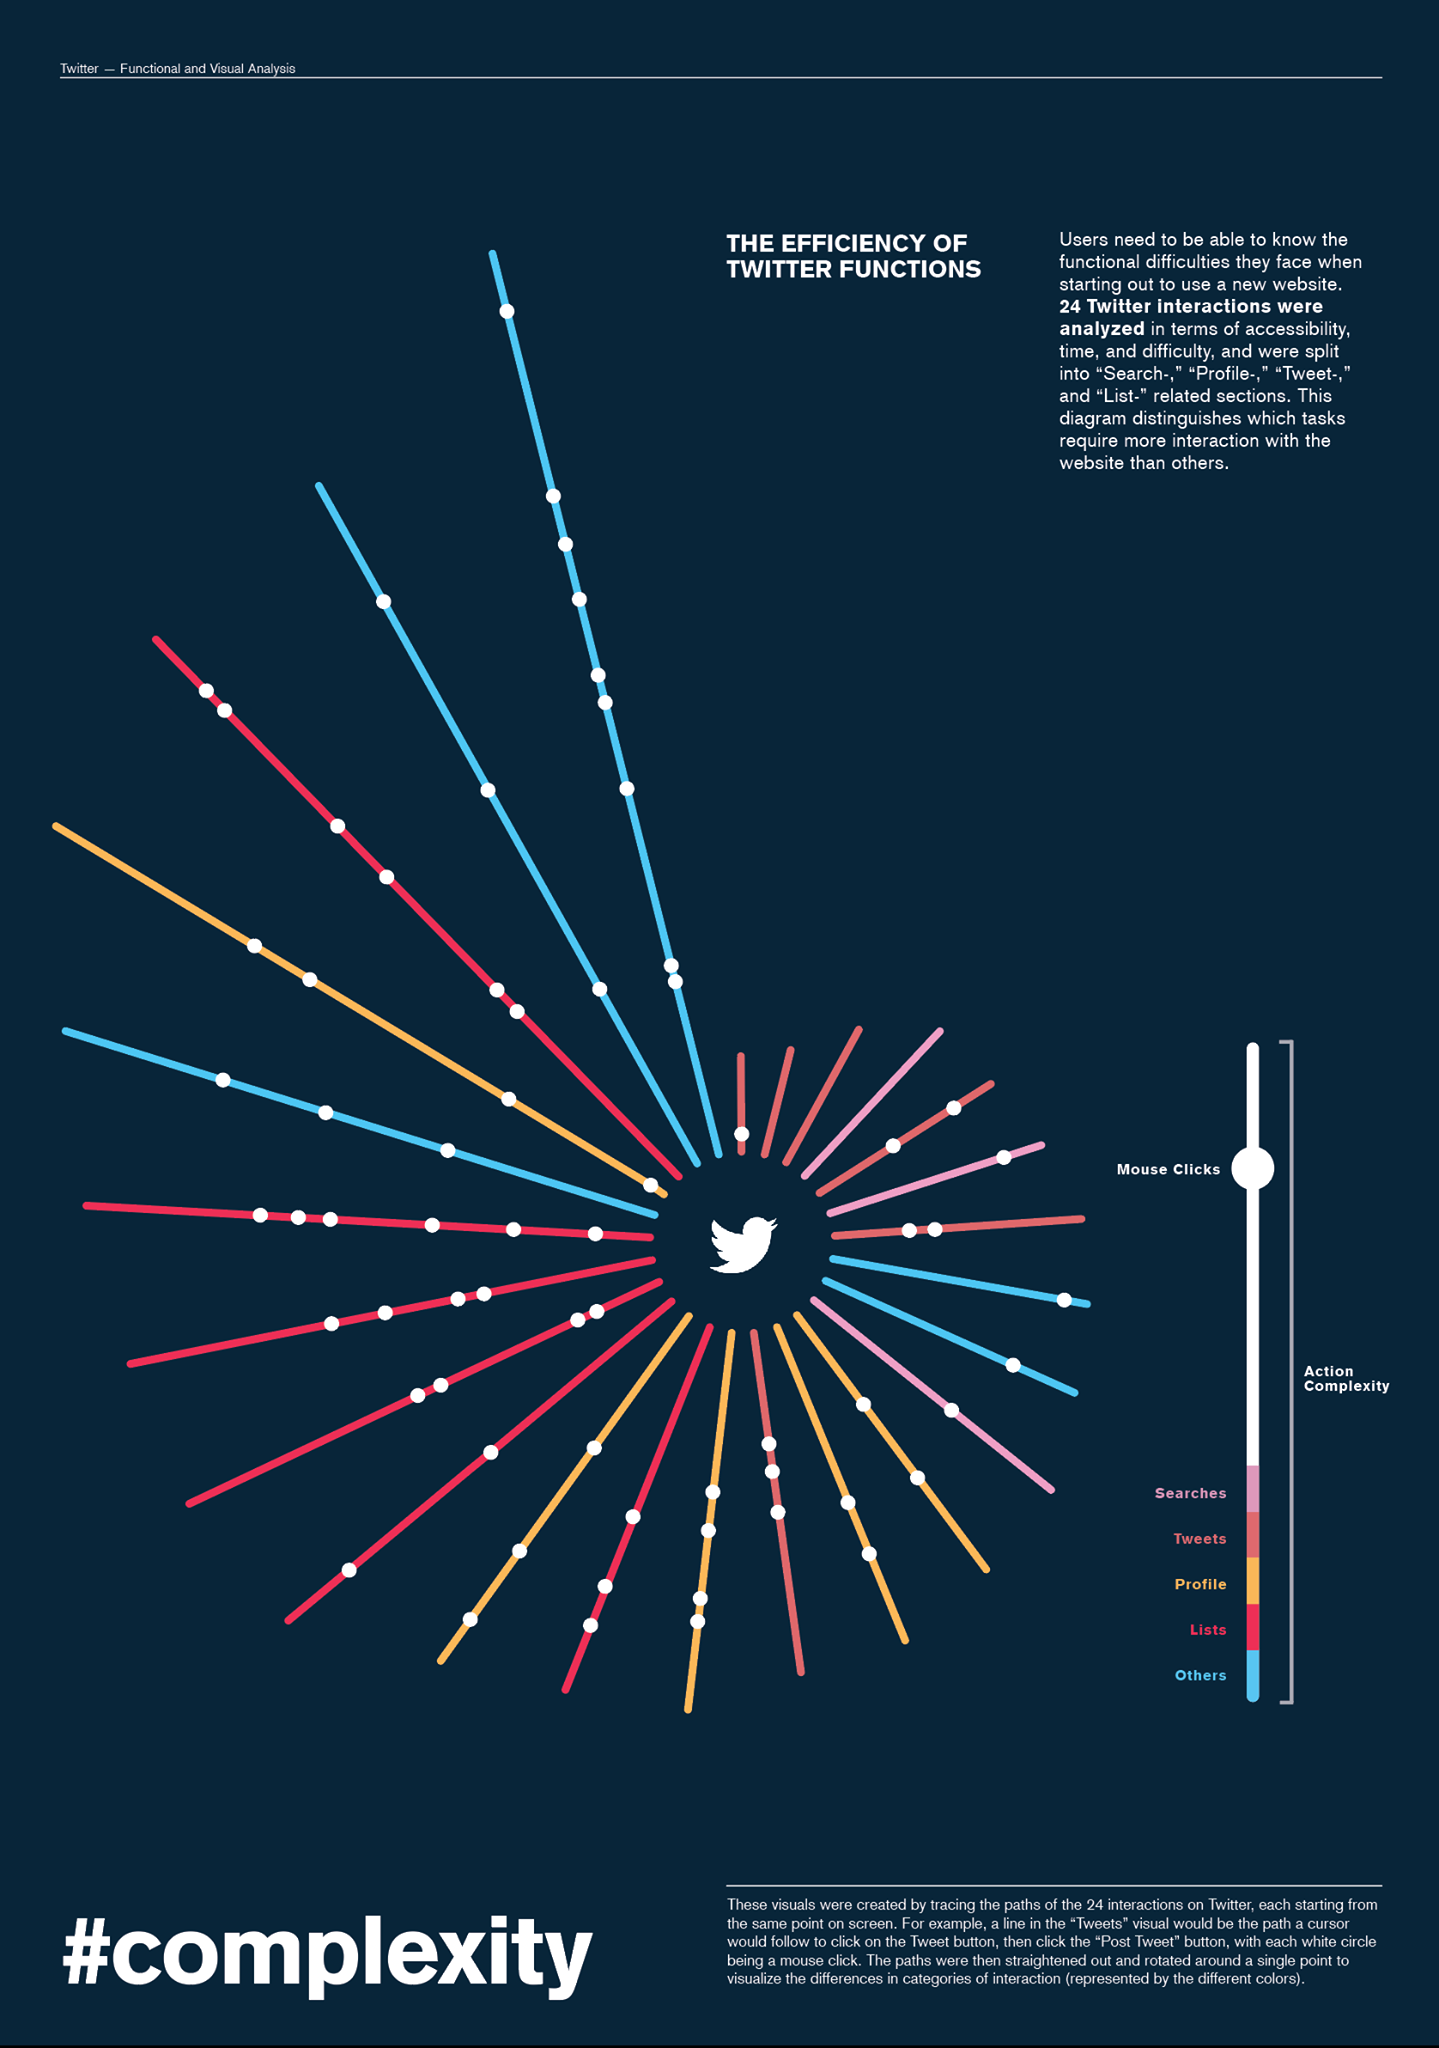 Twitter — Functional and Visual Analysis
THE EFFICIENCY OF
TWITTER FUNCTIONS
Users need to be able to know the
functional difficulties they face when
starting out to use a new website.
24 Twitter interactions were
analyzed in terms of accessibility,
time, and difficulty, and were split
into “Search-,” “Profile-,” “Tweet-,”
and “List-” related sections. This
diagram distinguishes which tasks
require more interaction with the
website than others.
Mouse Clicks
Action
Complexity
Searches
Tweets
Profile
Lists
Others
#complexity
These visuals were created by tracing the paths of the 24 interactions on Twitter, each starting from
the same point on screen. For example, a line in the “Tweets” visual would be the path a cursor
would follow to click on the Tweet button, then click the “Post Tweet” button, with each white circle
being a mouse click. The paths were then straightened out and rotated around a single point to
visualize the differences in categories of interaction (represented by the different colors).